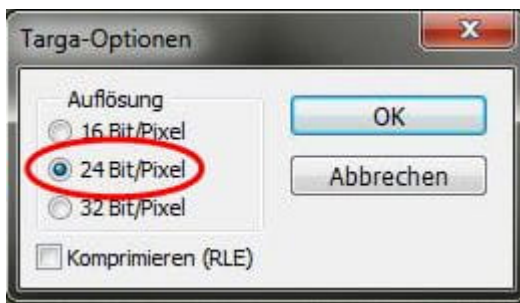 Targa-Optionen
Auflösung
16 Bit/Pixel
24 Bit/Pixel
32 Bit/Pixel
Komprimieren (RLE)
OK
Abbrechen